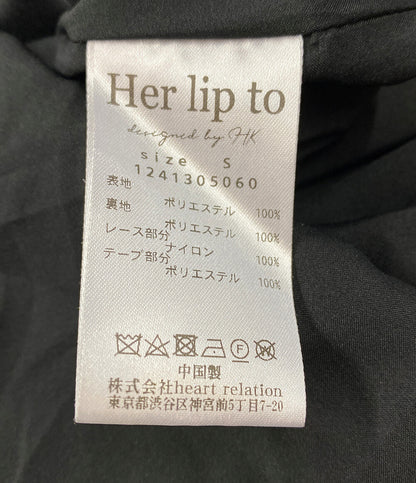 Her lip to
designed by HK
size S
1241305060
表地 ポリエステル 100%
裏地 ポリエステル 100%
レース部分 ナイロン 100%
テープ部分 ポリエステル 100%
中国製
株式会社heart relation
東京都渋谷区神宮前5丁目7-20